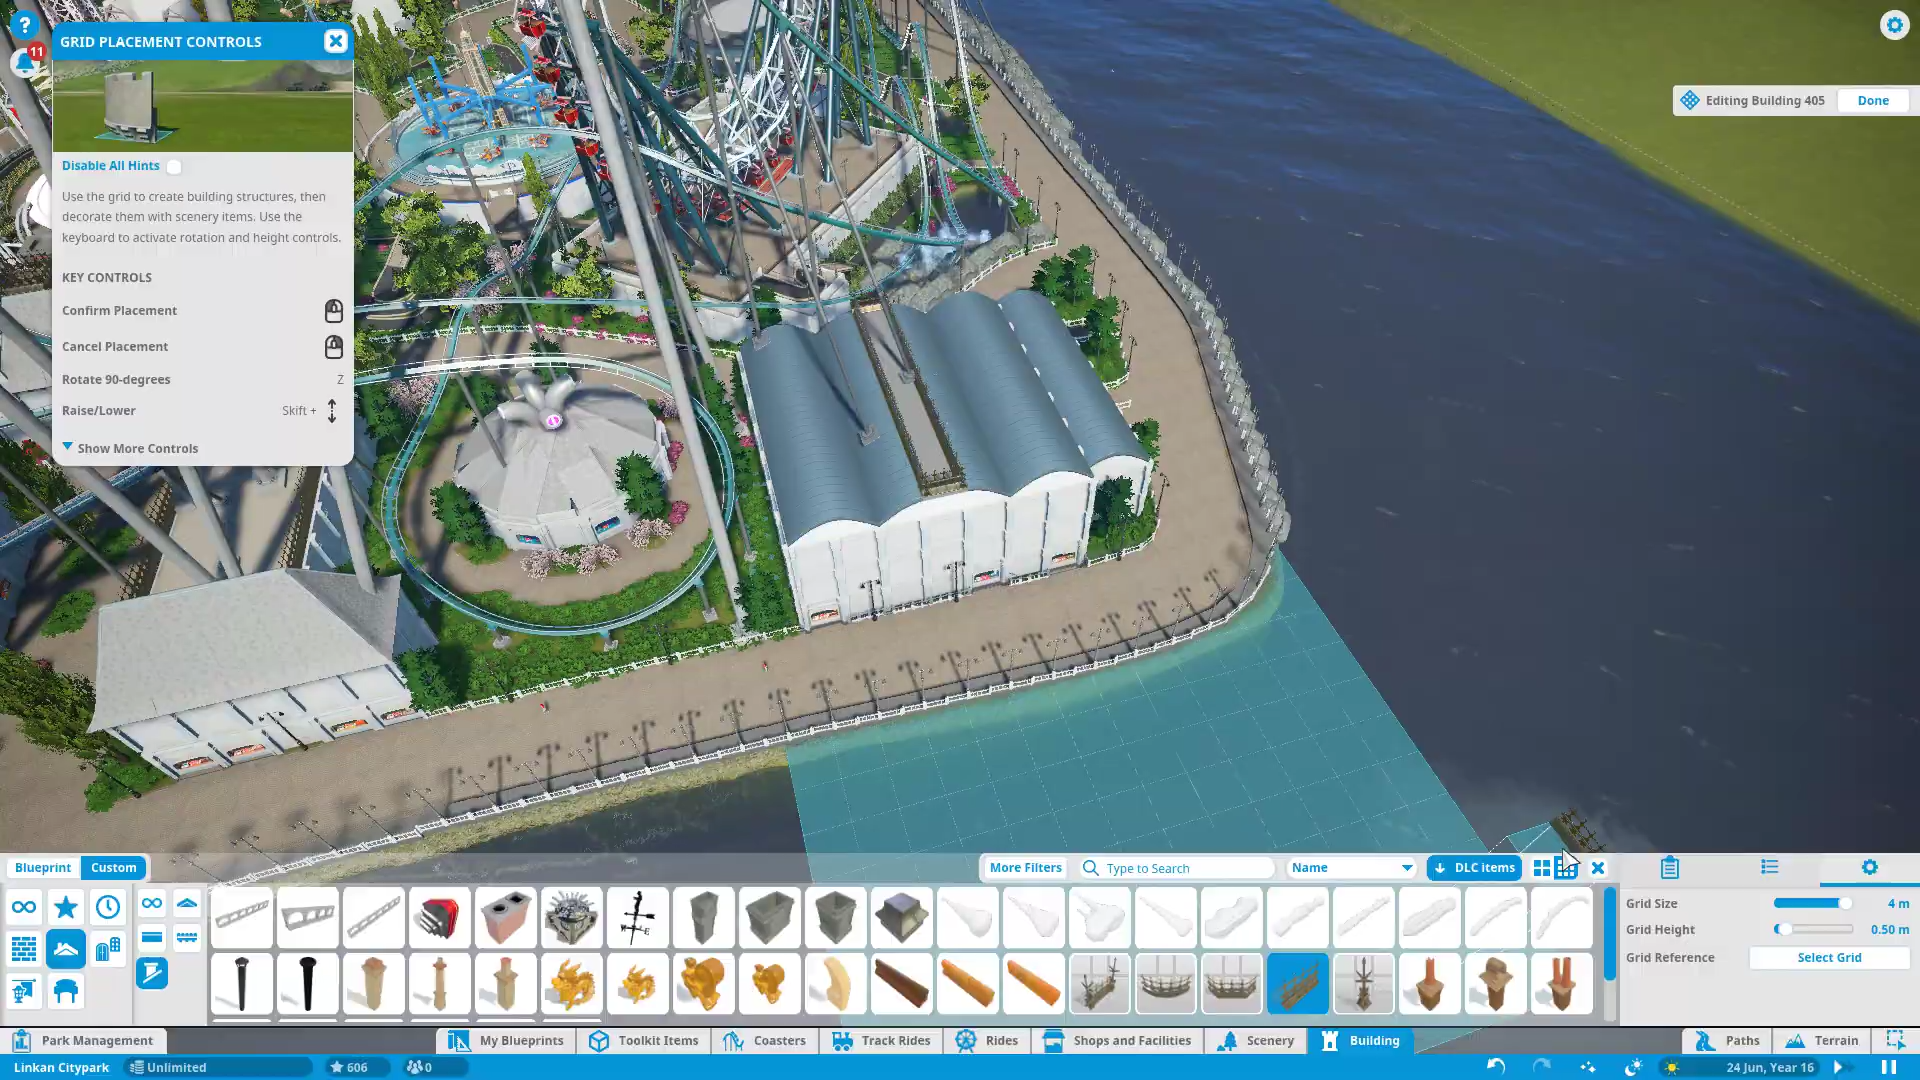 ?
11
GRID PLACEMENT CONTROLS
Disable All Hints
Use the grid to create building structures, then
decorate them with scenery items. Use the
keyboard to activate rotation and height controls.
KEY CONTROLS
Confirm Placement
Cancel Placement
Rotate 90-degrees Z
Raise/Lower Skift +
Show More Controls
Editing Building 405 Done
Blueprint Custom
More Filters Type to Search Name DLC items
Grid Size 4 m
Grid Height 0.50 m
Grid Reference Select Grid
Park Management My Blueprints Toolkit Items Coasters Track Rides Rides Shops and Facilities Scenery Building Paths Terrain
Linkan Citypark Unlimited 606 0 24 Jun, Year 16